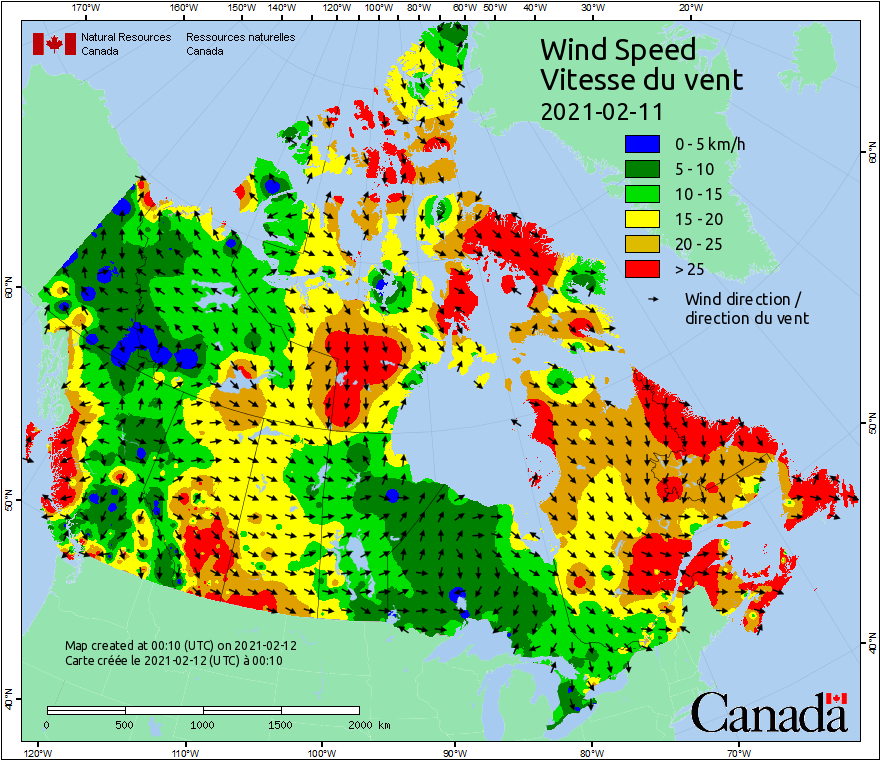 170°W 160°W 150°W 140°W 120°W 100°W 80°W 60°W 50°W 40°W 30°W 20°W
Natural Resources Ressources naturelles
Canada Canada
Wind Speed
Vitesse du vent
2021-02-11
0 - 5 km/h
5 - 10
10 - 15
15 - 20
20 - 25
> 25
Wind direction /
direction du vent
60°N
60°N
50°N
50°N
40°N
40°N
Map created at 00:10 (UTC) on 2021-02-12
Carte créée le 2021-02-12 (UTC) à 00:10
0 500 1000 1500 2000 km
Canada
120°W 110°W 100°W 90°W 80°W 70°W